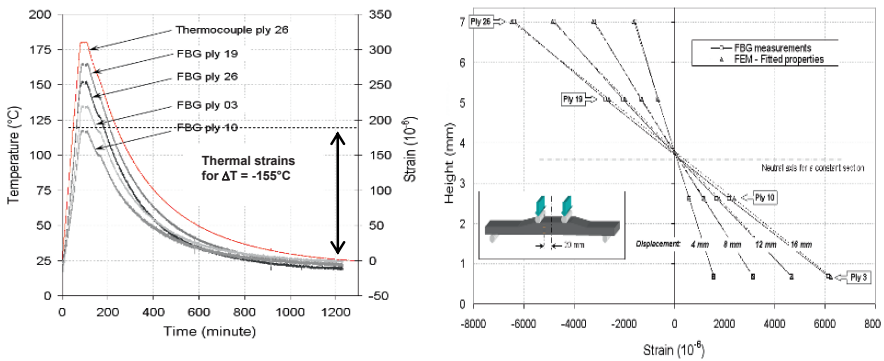 200
175
150
125
100
75
50
25
0
Temperature (°C)
0 200 400 600 800 1000 1200
Time (minute)
350
300
250
200
150
100
50
0
-50
Strain (10-6)
Thermocouple ply 26
FBG ply 19
FBG ply 26
FBG ply 03
FBG ply 10
Thermal strains
for ΔT = -155°C
7
6
5
4
3
2
1
0
Height (mm)
-8000 -6000 -4000 -2000 0 2000 4000 6000 800
Strain (10-6)
Ply 26
Ply 19
FBG measurements
FEM - Fitted properties
Neutral axis for a constant section
Ply 10
20 mm
Displacement: 4 mm 8 mm 12 mm 16 mm
Ply 3